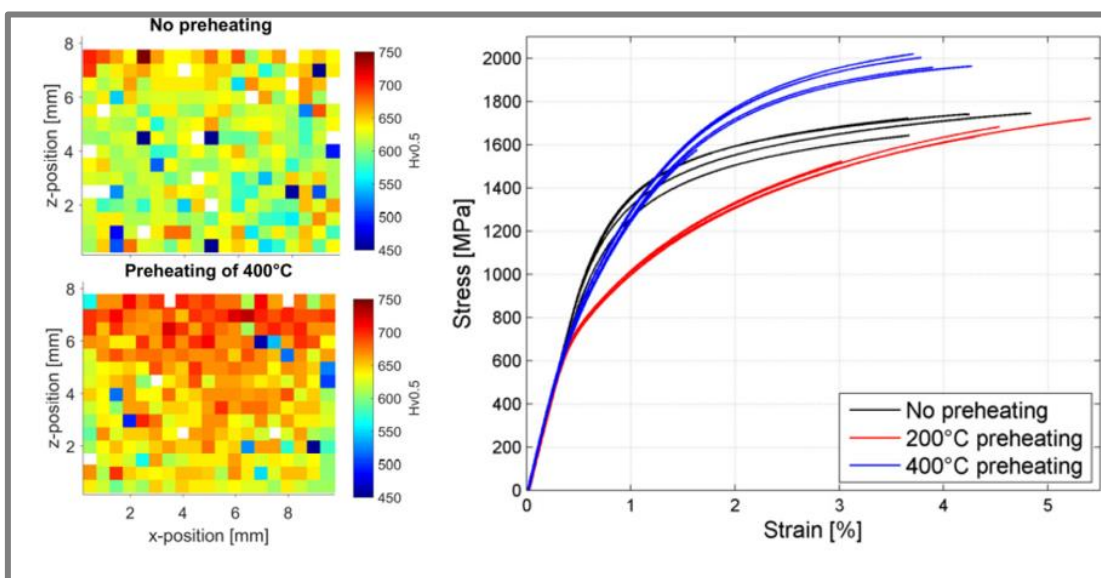 No preheating
8
6
4
2
z-position [mm]
750
700
650
600
550
500
450
Hv0.5
Preheating of 400°C
8
6
4
2
z-position [mm]
2 4 6 8
x-position [mm]
750
700
650
600
550
500
450
Hv0.5
2000
1800
1600
1400
1200
1000
800
600
400
200
0
Stress [MPa]
0 1 2 3 4 5
Strain [%]
No preheating
200°C preheating
400°C preheating